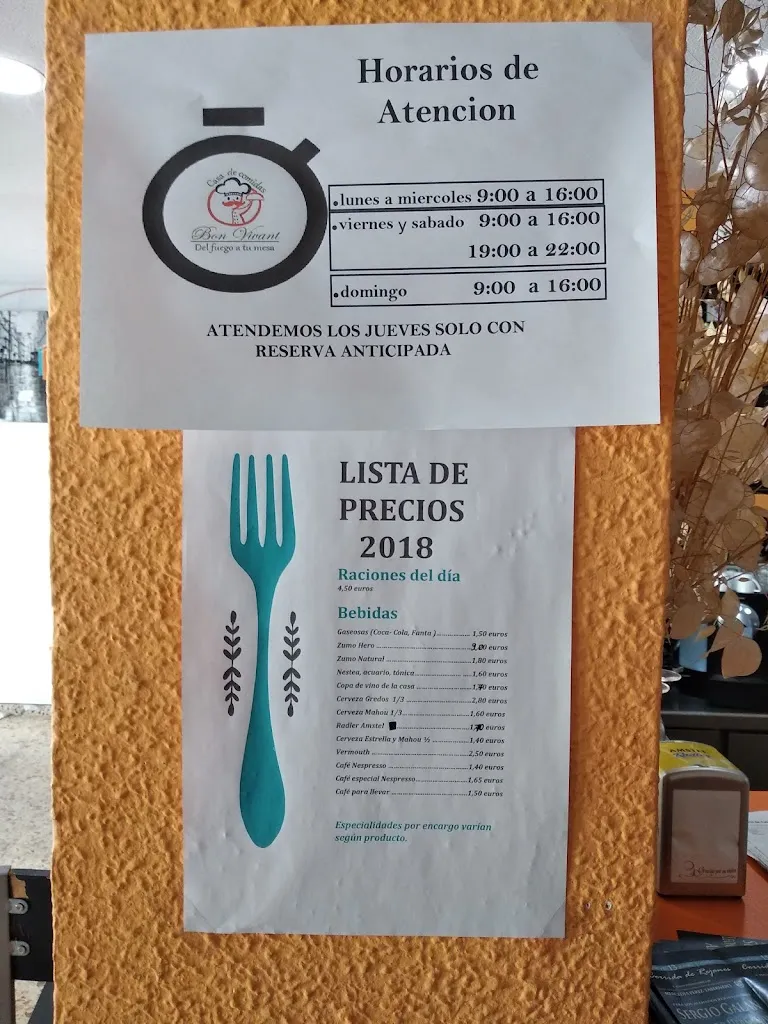 Horarios de
Atencion
Casa de comidas
Bon Vivant
Del fuego a tu mesa
.lunes a miercoles 9:00 a 16:00
.viernes y sabado 9:00 a 16:00
19:00 a 22:00
.domingo 9:00 a 16:00
ATENDEMOS LOS JUEVES SOLO CON
RESERVA ANTICIPADA
LISTA DE
PRECIOS
2018
Raciones del día
4,50 euros
Bebidas
Gaseosas (Coca- Cola, Fanta ) 1,50 euros
Zumo Hero euros
Zumo Natural 1,80 euros
Nestea, acuario, tónica 1,60 euros
Copa de vino de la casa euros
Cerveza Gredos 1/3 2,80 euros
Cerveza Mahou 1/3 1,60 euros
Radler Amstel euros
Cerveza Estrella y Mahou ½ 1,40 euros
Vermouth 2,50 euros
Café Nespresso 1,40 euros
Café especial Nespresso 1,65 euros
Café para llevar 1,50 euros
Especialidades por encargo varían
según producto.
AMSTEL
SERGIO